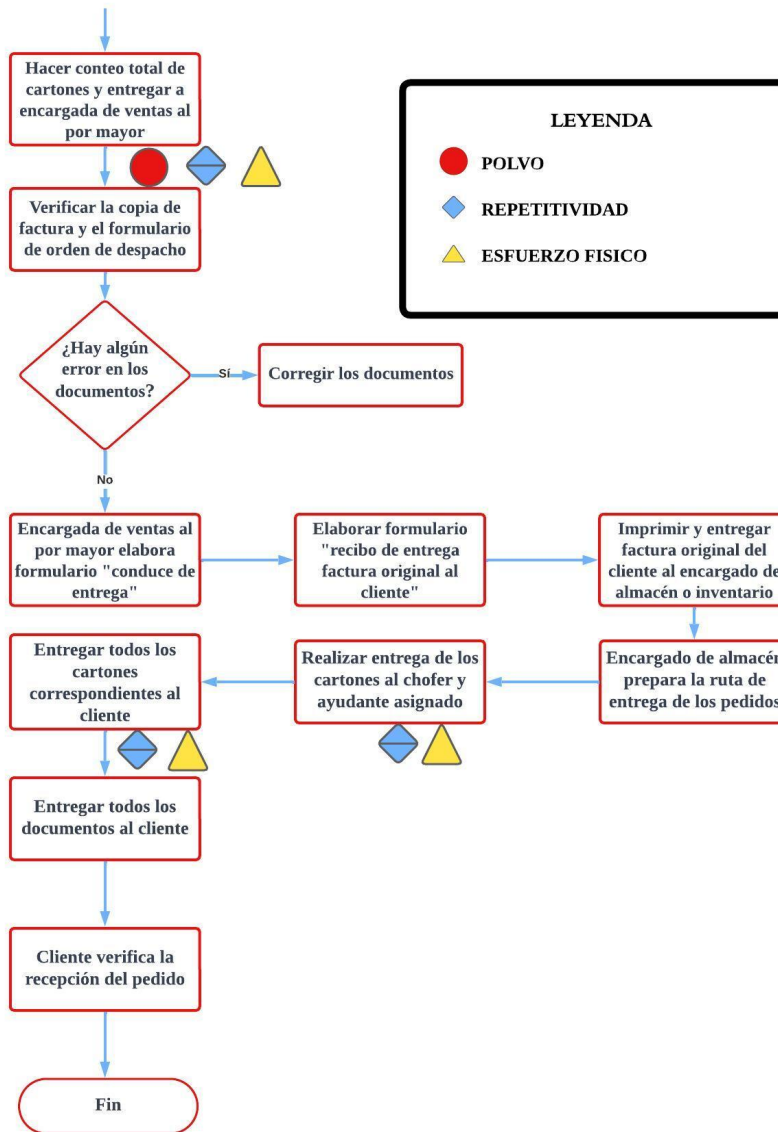 Hacer conteo total de
cartones y entregar a
encargada de ventas al
por mayor
LEYENDA
POLVO
REPETITIVIDAD
ESFUERZO FISICO
Verificar la copia de
factura y el formulario
de orden de despacho
¿Hay algún
error en los
documentos?
Sí
Corregir los documentos
No
Encargada de ventas al
por mayor elabora
formulario "conduce de
entrega"
Elaborar formulario
"recibo de entrega
factura original al
cliente"
Imprimir y entregar
factura original del
cliente al encargado de
almacén o inventario
Encargado de almacén
prepara la ruta de
entrega de los pedidos
Realizar entrega de los
cartones al chofer y
ayudante asignado
Entregar todos los
cartones
correspondientes al
cliente
Entregar todos los
documentos al cliente
Cliente verifica la
recepción del pedido
Fin